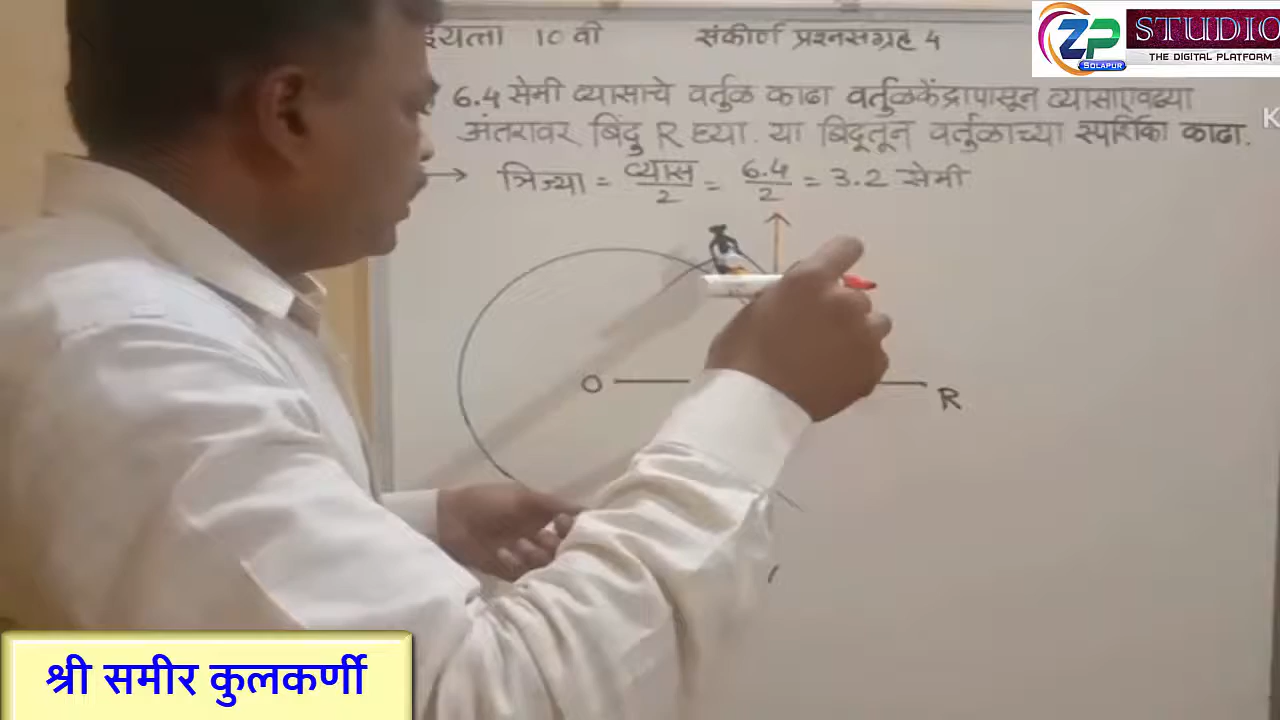 इयत्ता 10 वी संकीर्ण प्रश्नसंग्रह 4
ZP STUDIO
SOLAPUR
THE DIGITAL PLATFORM
6.4 सेमी व्यासाचे वर्तुळ काढा वर्तुळकेंद्रापासून व्यासाएवढ्या
K
अंतरावर बिंदु R घ्या. या बिंदूतून वर्तुळाच्या स्पर्शिका काढा.
→ त्रिज्या = व्यास/2 = 6.4/2 = 3.2 सेमी
O R
श्री समीर कुलकर्णी